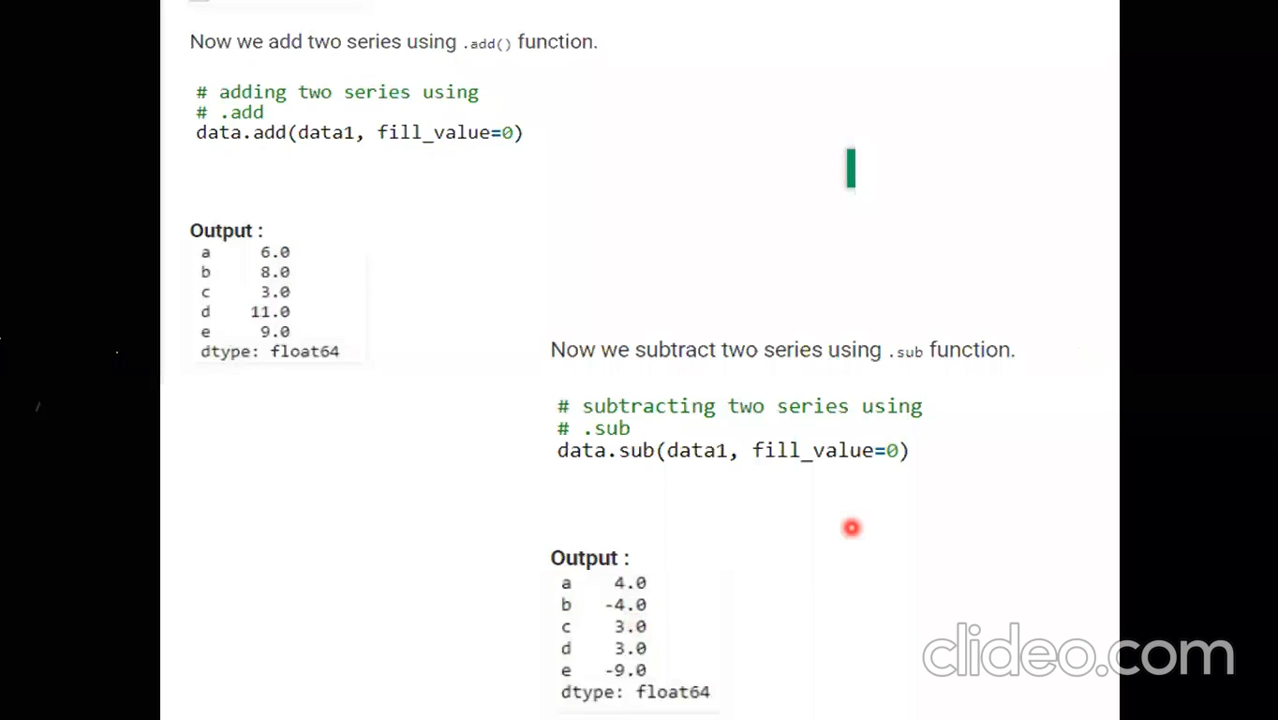 Now we add two series using .add() function.
# adding two series using
# .add
data.add(data1, fill_value=0)
Output :
a 6.0
b 8.0
c 3.0
d 11.0
e 9.0
dtype: float64
Now we subtract two series using .sub function.
# subtracting two series using
# .sub
data.sub(data1, fill_value=0)
Output :
a 4.0
b -4.0
c 3.0
d 3.0
e -9.0
dtype: float64
clideo.com